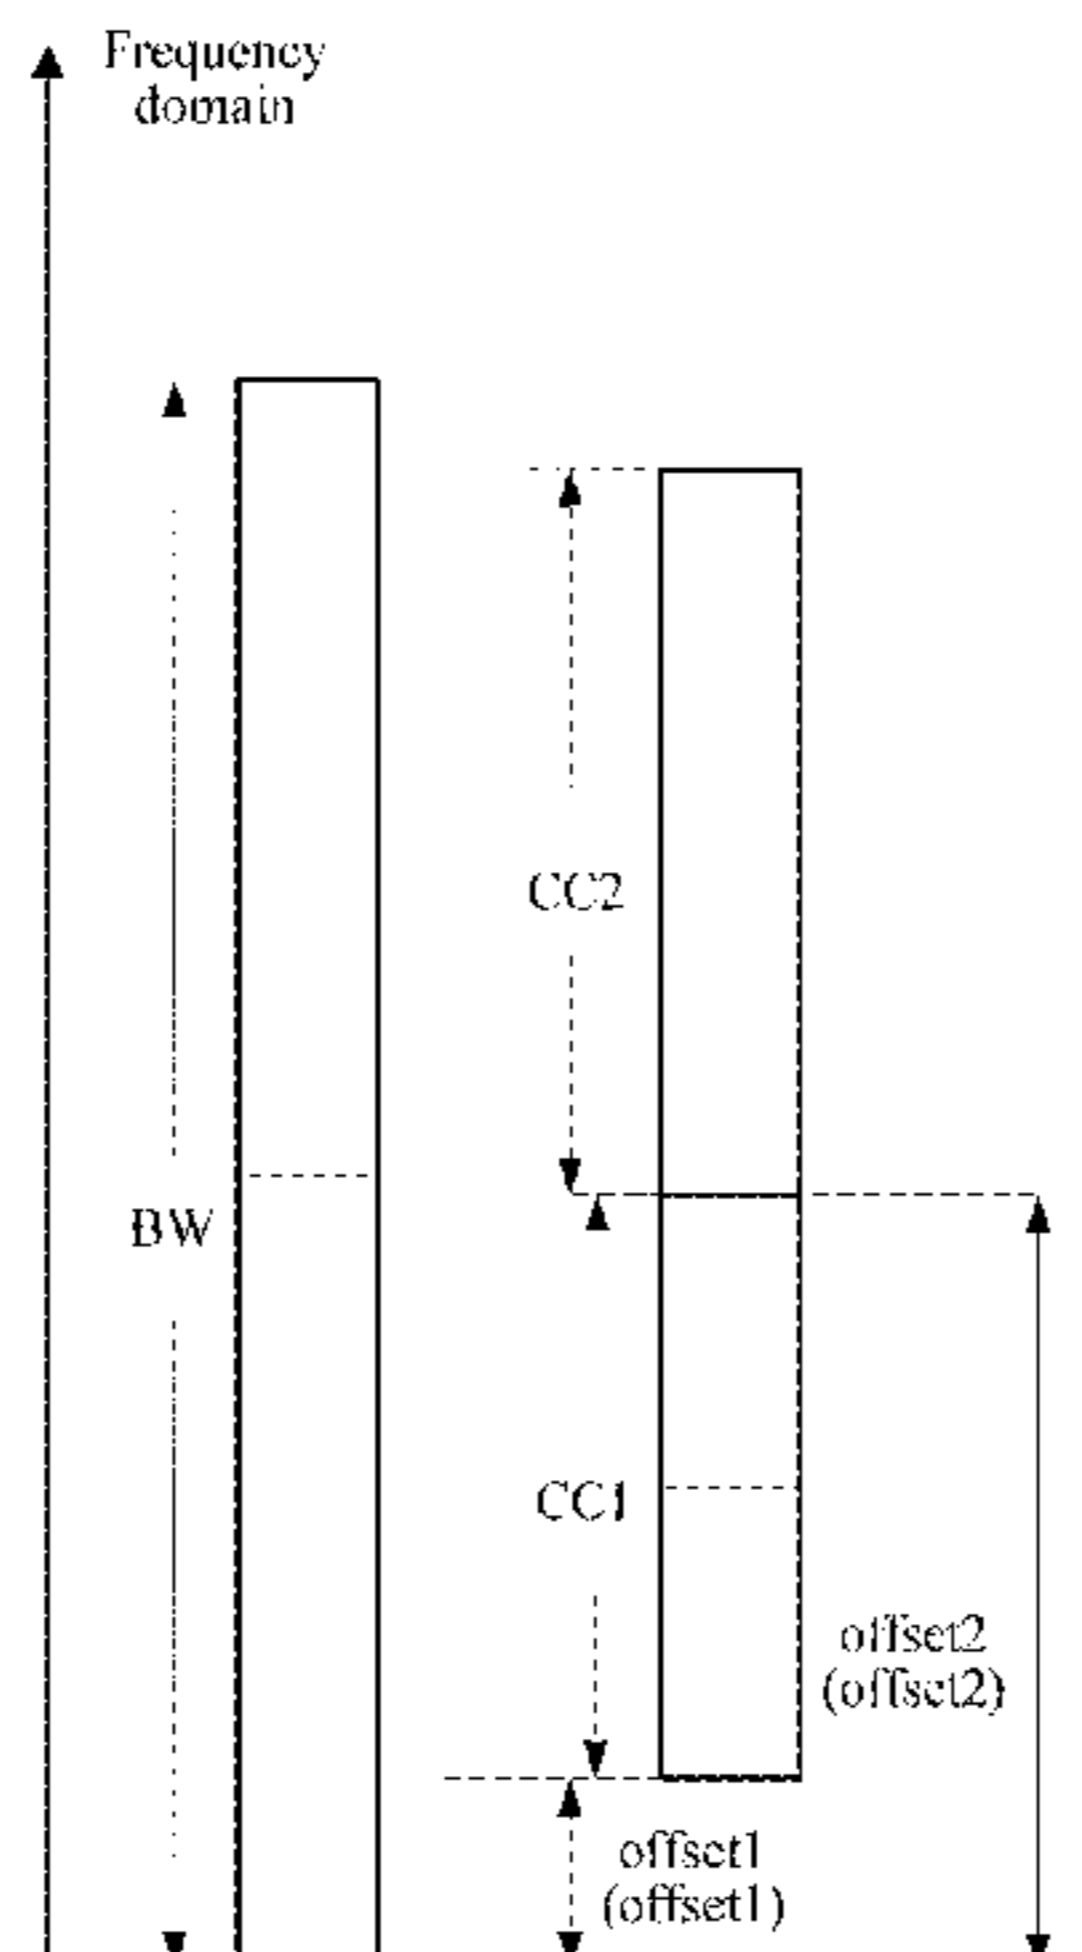 Frequency
domain
CC2
BW
CC1
offset2
(offset2)
offset1
(offset1)